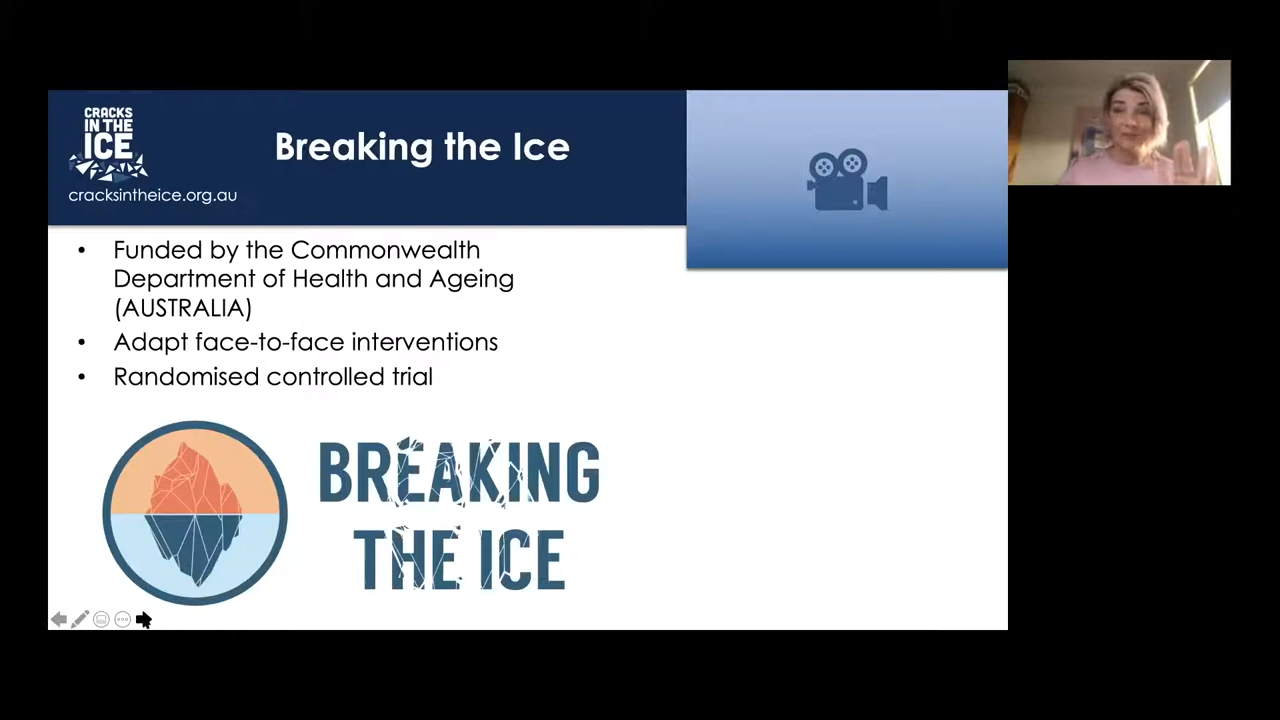 CRACKS
IN THE
ICE
cracksintheice.org.au
Breaking the Ice
• Funded by the Commonwealth
Department of Health and Ageing
(AUSTRALIA)
• Adapt face-to-face interventions
• Randomised controlled trial
BREAKING
THE ICE